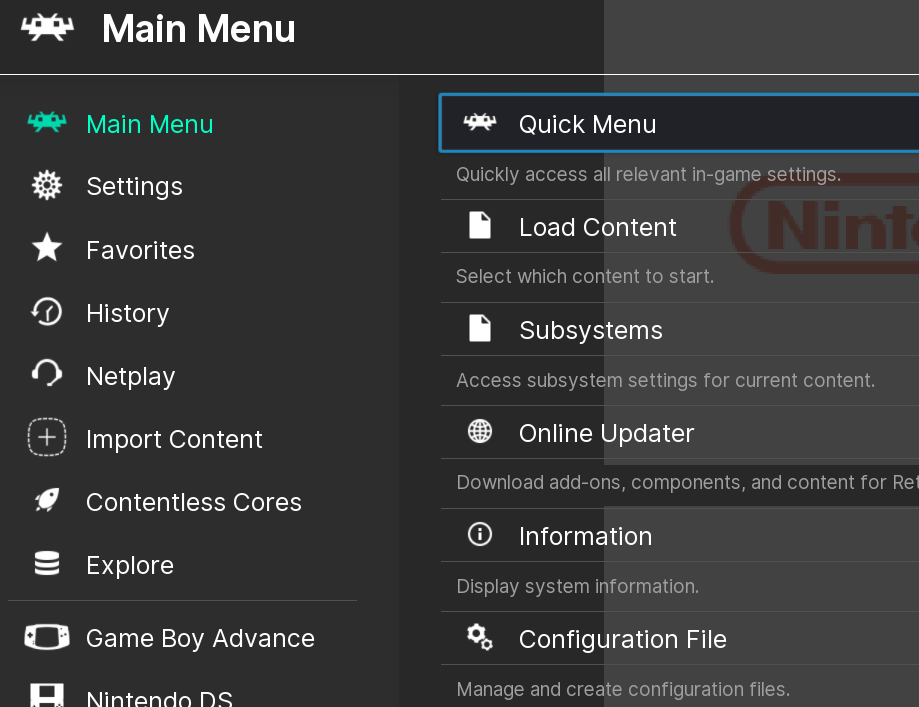 Main Menu
Main Menu
Settings
Favorites
History
Netplay
Import Content
Contentless Cores
Explore
Game Boy Advance
Nintendo DS
Quick Menu
Quickly access all relevant in-game settings.
Load Content
Select which content to start.
Subsystems
Access subsystem settings for current content.
Online Updater
Download add-ons, components, and content for Ret
Information
Display system information.
Configuration File
Manage and create configuration files.
Ninte